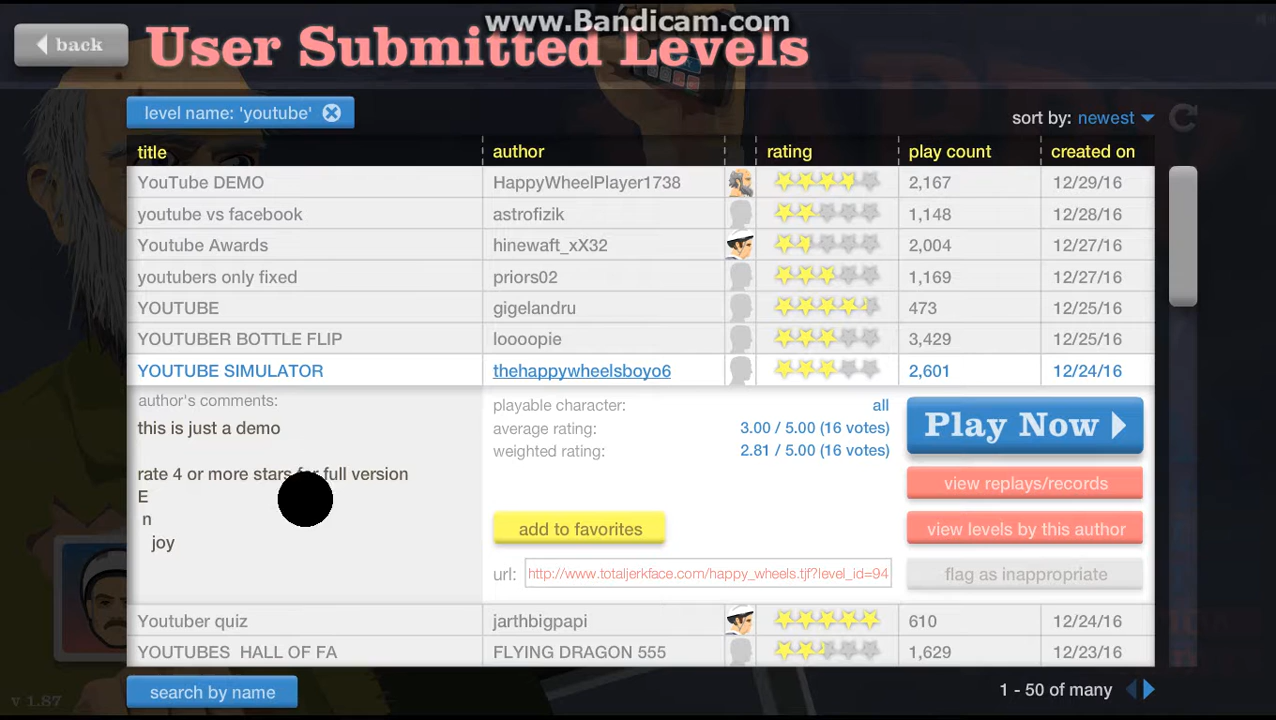 www.Bandicam.com
back
User Submitted Levels
level name: 'youtube'
sort by: newest
title author rating play count created on
YouTube DEMO HappyWheelPlayer1738 2,167 12/29/16
youtube vs facebook astrofizik 1,148 12/28/16
Youtube Awards hinewaft_xX32 2,004 12/27/16
youtubers only fixed priors02 1,169 12/27/16
YOUTUBE gigelandru 473 12/25/16
YOUTUBER BOTTLE FLIP loooopie 3,429 12/25/16
YOUTUBE SIMULATOR thehappywheelsboyo6 2,601 12/24/16
author's comments:
this is just a demo
rate 4 or more stars for full version
E
n
joy
playable character: all
average rating: 3.00 / 5.00 (16 votes)
weighted rating: 2.81 / 5.00 (16 votes)
add to favorites
url: http://www.totaljerkface.com/happy_wheels.tjf?level_id=94
Play Now
view replays/records
view levels by this author
flag as inappropriate
Youtuber quiz jarthbigpapi 610 12/24/16
YOUTUBES HALL OF FA FLYING DRAGON 555 1,629 12/23/16
search by name
1 - 50 of many
v 1.87